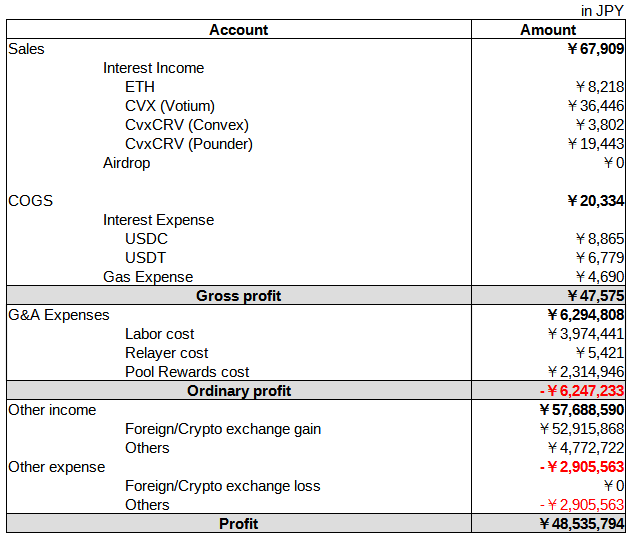 in JPY
Account Amount
Sales ¥67,909
Interest Income
ETH ¥8,218
CVX (Votium) ¥36,446
CvxCRV (Convex) ¥3,802
CvxCRV (Pounder) ¥19,443
Airdrop ¥0
COGS ¥20,334
Interest Expense
USDC ¥8,865
USDT ¥6,779
Gas Expense ¥4,690
Gross profit ¥47,575
G&A Expenses ¥6,294,808
Labor cost ¥3,974,441
Relayer cost ¥5,421
Pool Rewards cost ¥2,314,946
Ordinary profit -¥6,247,233
Other income ¥57,688,590
Foreign/Crypto exchange gain ¥52,915,868
Others ¥4,772,722
Other expense -¥2,905,563
Foreign/Crypto exchange loss ¥0
Others -¥2,905,563
Profit ¥48,535,794